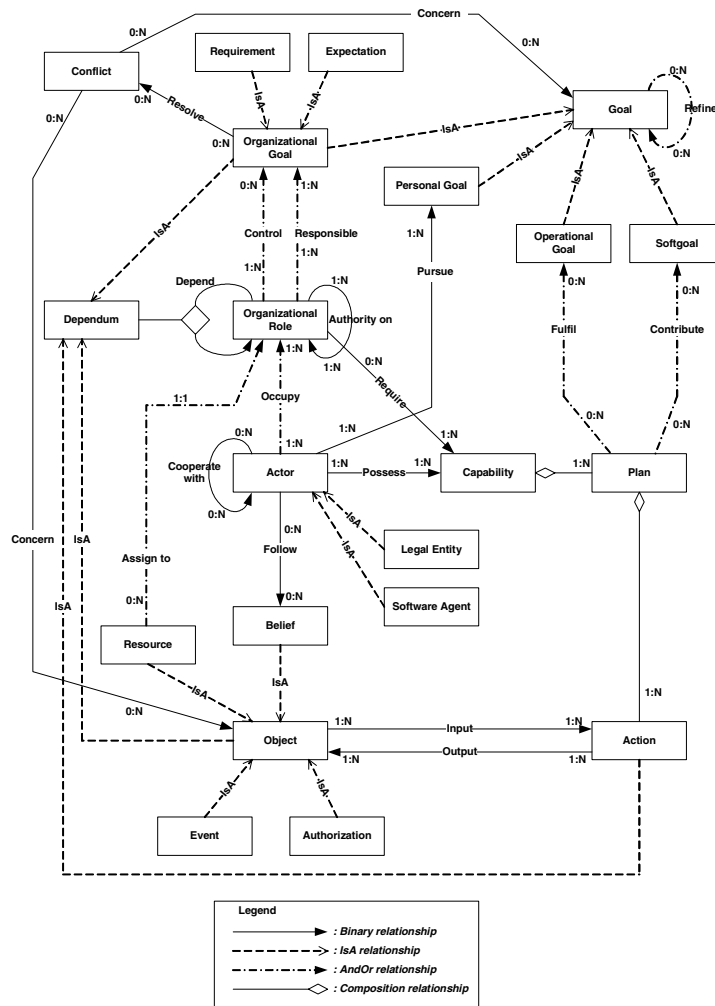 Concern
0:N
0:N
Requirement
Expectation
Conflict
0:N
0:N
Resolve
IsA
IsA
0:N
Organizational
Goal
IsA
Goal
0:N
Refine
0:N
0:N
1:N
Personal Goal
IsA
IsA
IsA
IsA
Control
Responsible
1:N
1:N
1:N
Pursue
Operational
Goal
Softgoal
0:N
0:N
Depend
1:N
Dependum
Organizational
Role
Authority on
1:N
1:N
0:N
Require
Fulfil
Contribute
1:1
Occupy
0:N
0:N
1:N
1:N
1:N
0:N
Cooperate
with
0:N
Actor
1:N
Possess
1:N
Capability
1:N
Plan
0:N
Follow
0:N
IsA
IsA
Legal Entity
Software Agent
Concern
IsA
IsA
Assign to
0:N
Resource
Belief
IsA
IsA
0:N
Object
1:N
Input
1:N
1:N
Output
1:N
1:N
Action
IsA
IsA
Event
Authorization
Legend
: Binary relationship
: IsA relationship
: AndOr relationship
: Composition relationship